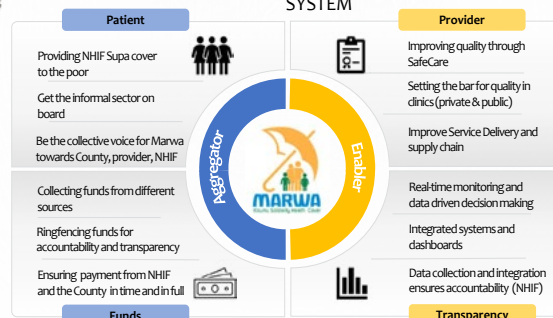 SYSTEM
Patient
Providing NHIF Supa cover
to the poor
Get the informal sector on
board
Be the collective voice for Marwa
towards County, provider, NHIF
Provider
Improving quality through
SafeCare
Setting the bar for quality in
clinics (private & public)
Improve Service Delivery and
supply chain
Aggregator
Enabler
MARWA
Collecting funds from different
sources
Ringfencing funds for
accountability and transparency
Ensuring payment from NHIF
and the County in time and in full
Funds
Real-time monitoring and
data driven decision making
Integrated systems and
dashboards
Data collection and integration
ensures accountability (NHIF)
Transparency